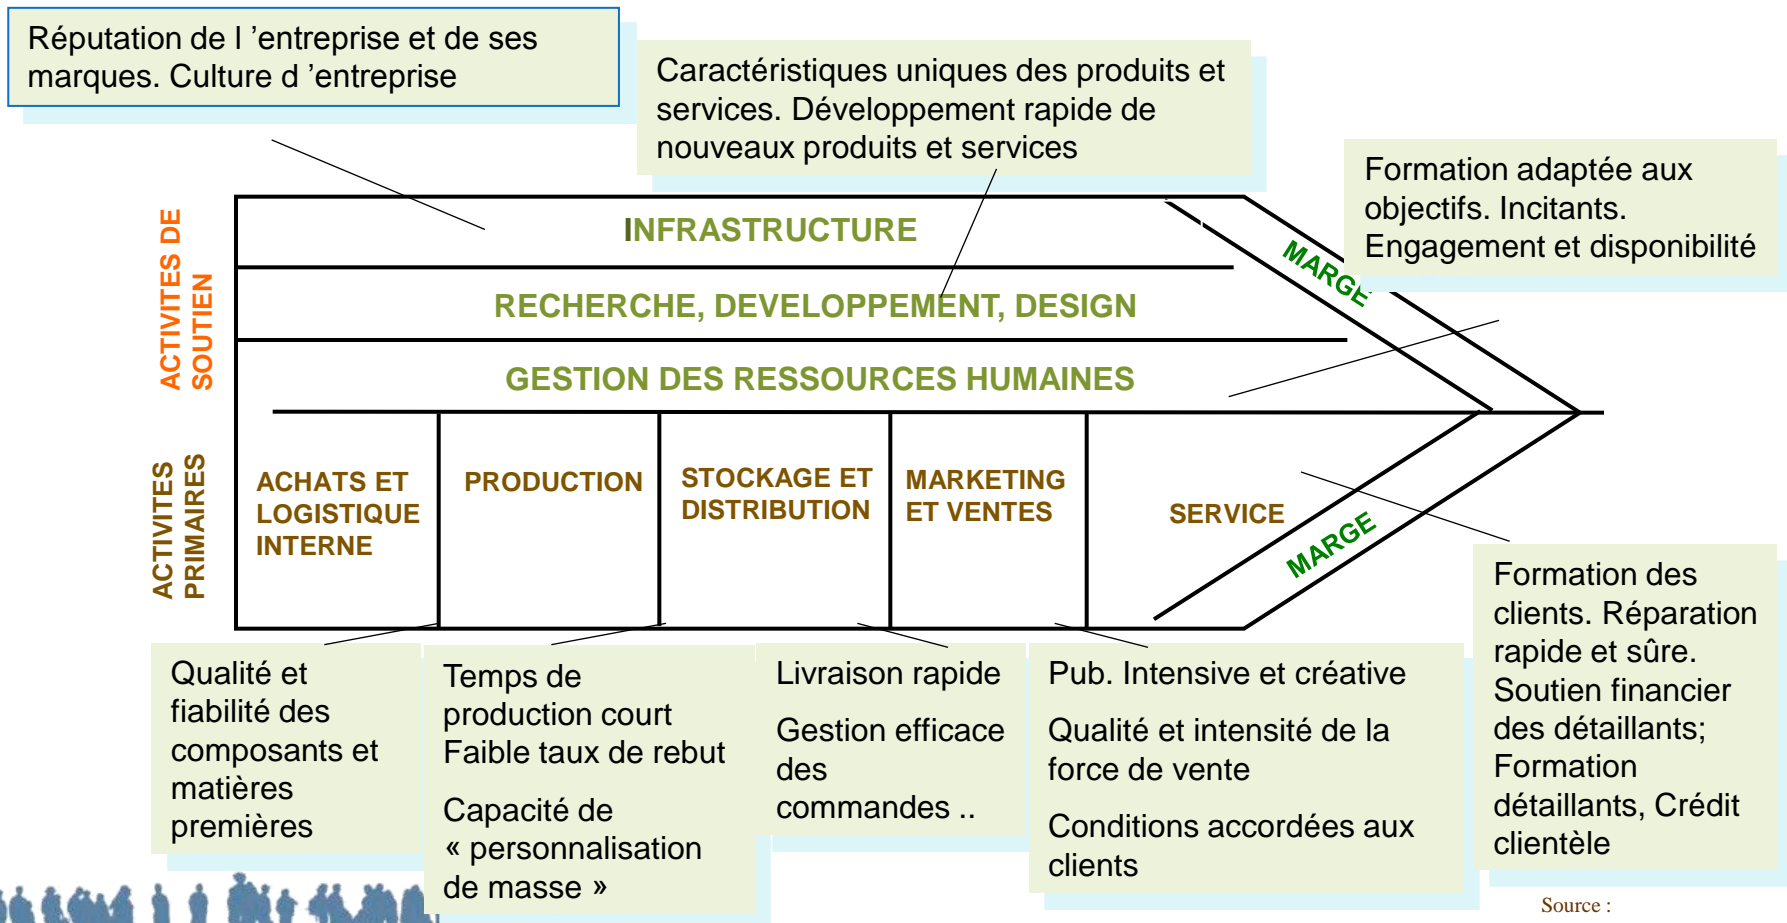 Réputation de l ’entreprise et de ses
marques. Culture d ’entreprise
Caractéristiques uniques des produits et
services. Développement rapide de
nouveaux produits et services
Formation adaptée aux
objectifs. Incitants.
Engagement et disponibilité
ACTIVITES DE
SOUTIEN
INFRASTRUCTURE
RECHERCHE, DEVELOPPEMENT, DESIGN
GESTION DES RESSOURCES HUMAINES
MARGE
ACTIVITES
PRIMAIRES
ACHATS ET
LOGISTIQUE
INTERNE
PRODUCTION
STOCKAGE ET
DISTRIBUTION
MARKETING
ET VENTES
SERVICE
MARGE
Qualité et
fiabilité des
composants et
matières
premières
Temps de
production court
Faible taux de rebut
Capacité de
« personnalisation
de masse »
Livraison rapide
Gestion efficace
des
commandes ..
Pub. Intensive et créative
Qualité et intensité de la
force de vente
Conditions accordées aux
clients
Formation des
clients. Réparation
rapide et sûre.
Soutien financier
des détaillants;
Formation
détaillants, Crédit
clientèle
Source :